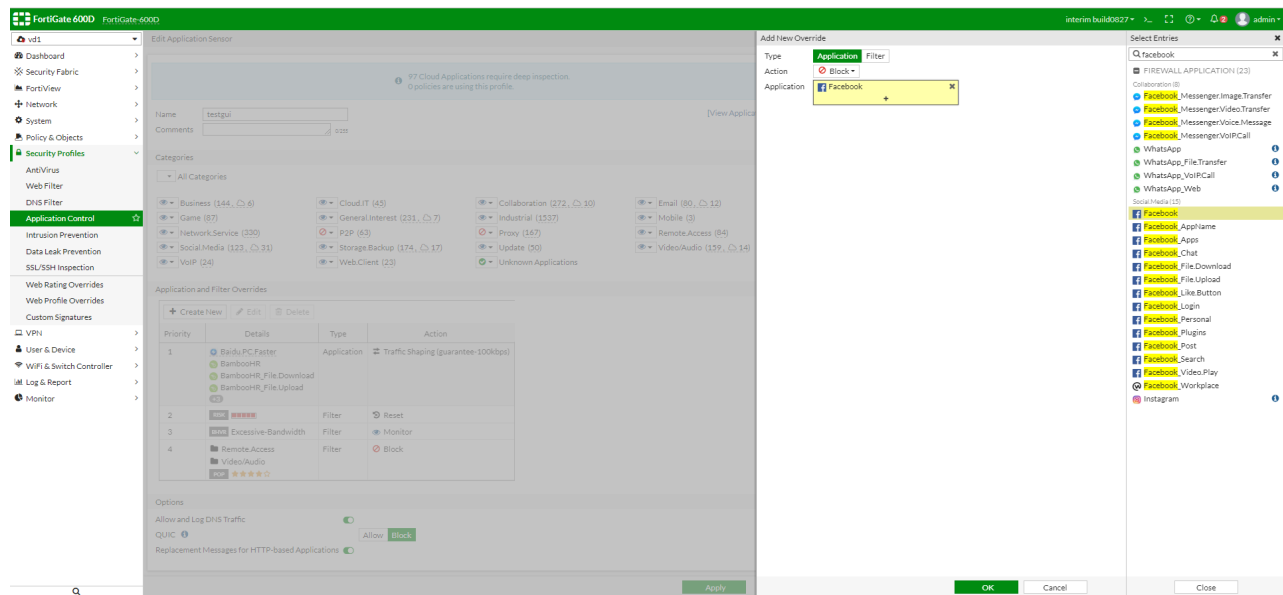 FortiGate 600D FortiGate-600D
interim build0827
2
admin
vd1
Dashboard
Security Fabric
FortiView
Network
System
Policy & Objects
Security Profiles
AntiVirus
Web Filter
DNS Filter
Application Control
Intrusion Prevention
Data Leak Prevention
SSL/SSH Inspection
Web Rating Overrides
Web Profile Overrides
Custom Signatures
VPN
User & Device
WiFi & Switch Controller
Log & Report
Monitor
Edit Application Sensor
97 Cloud Applications require deep inspection.
0 policies are using this profile.
Name testgui [View Applica
Comments 0/255
Categories
All Categories
Business (144, 6) Cloud.IT (45) Collaboration (272, 10) Email (80, 12)
Game (87) General.Interest (231, 7) Industrial (1537) Mobile (3)
Network.Service (330) P2P (63) Proxy (167) Remote.Access (84)
Social.Media (123, 31) Storage.Backup (174, 17) Update (50) Video/Audio (159, 14)
VoIP (24) Web.Client (23) Unknown Applications
Application and Filter Overrides
Create New Edit Delete
Priority Details Type Action
1 Baidu.PC.Faster Application Traffic Shaping (guarantee-100kbps)
BambooHR
BambooHR_File.Download
BambooHR_File.Upload
2 RISK Filter Reset
3 Excessive-Bandwidth Filter Monitor
4 Remote.Access Filter Block
Video/Audio
POP
Options
Allow and Log DNS Traffic
QUIC Allow Block
Replacement Messages for HTTP-based Applications
Apply
Add New Override
Type Application Filter
Action Block
Application Facebook
+
OK Cancel
Select Entries
facebook
FIREWALL APPLICATION (23)
Collaboration (8)
Facebook_Messenger.Image.Transfer
Facebook_Messenger.Video.Transfer
Facebook_Messenger.Voice.Message
Facebook_Messenger.VoIP.Call
WhatsApp
WhatsApp_File.Transfer
WhatsApp_VoIP.Call
WhatsApp_Web
Social.Media (15)
Facebook
Facebook_AppName
Facebook_Apps
Facebook_Chat
Facebook_File.Download
Facebook_File.Upload
Facebook_Like.Button
Facebook_Login
Facebook_Personal
Facebook_Plugins
Facebook_Post
Facebook_Search
Facebook_Video.Play
Facebook_Workplace
Instagram
Close